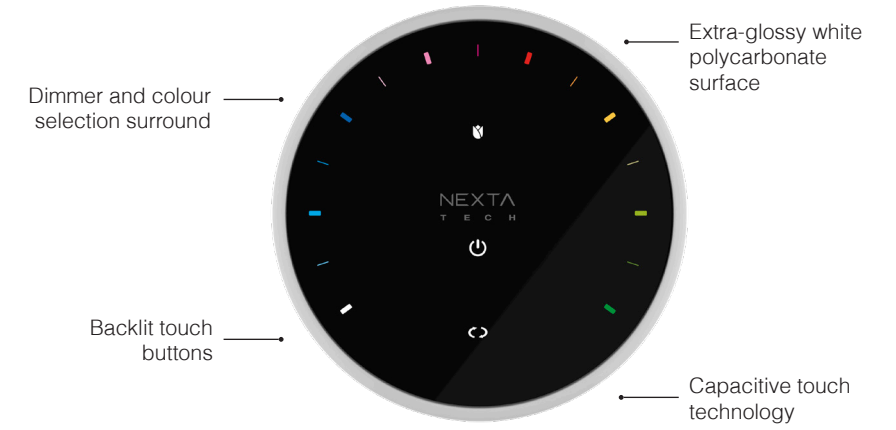 Extra-glossy white
polycarbonate
surface
Dimmer and colour
selection surround
NEXTA
TECH
Backlit touch
buttons
Capacitive touch
technology